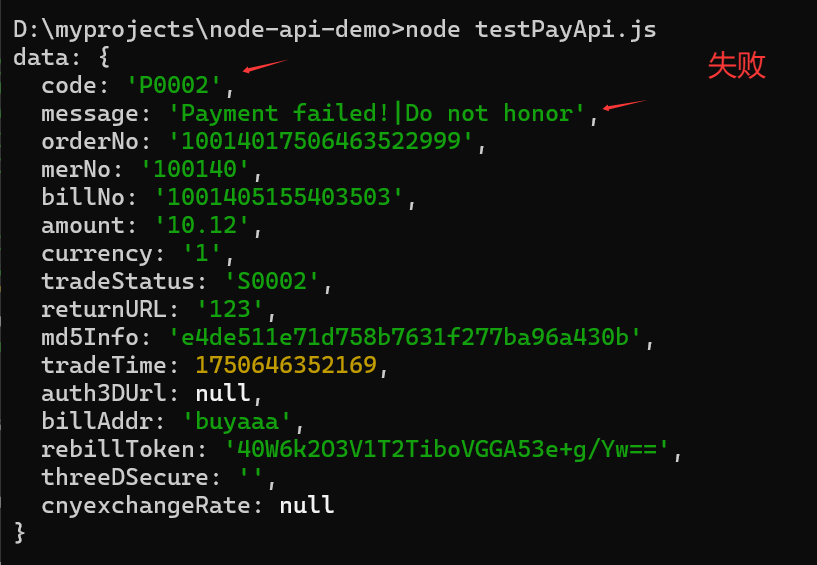 D:\myprojects\node-api-demo>node testPayApi.js
data: {
失败
  code: 'P0002',
  message: 'Payment failed!|Do not honor',
  orderNo: '10014017506463522999',
  merNo: '100140',
  billNo: '1001405155403503',
  amount: '10.12',
  currency: '1',
  tradeStatus: 'S0002',
  returnURL: '123',
  md5Info: 'e4de511e71d758b7631f277ba96a430b',
  tradeTime: 1750646352169,
  auth3DUrl: null,
  billAddr: 'buyaaa',
  rebillToken: '40W6k2O3V1T2TiboVGGA53e+g/Yw==',
  threeDSecure: '',
  cnyexchangeRate: null
}